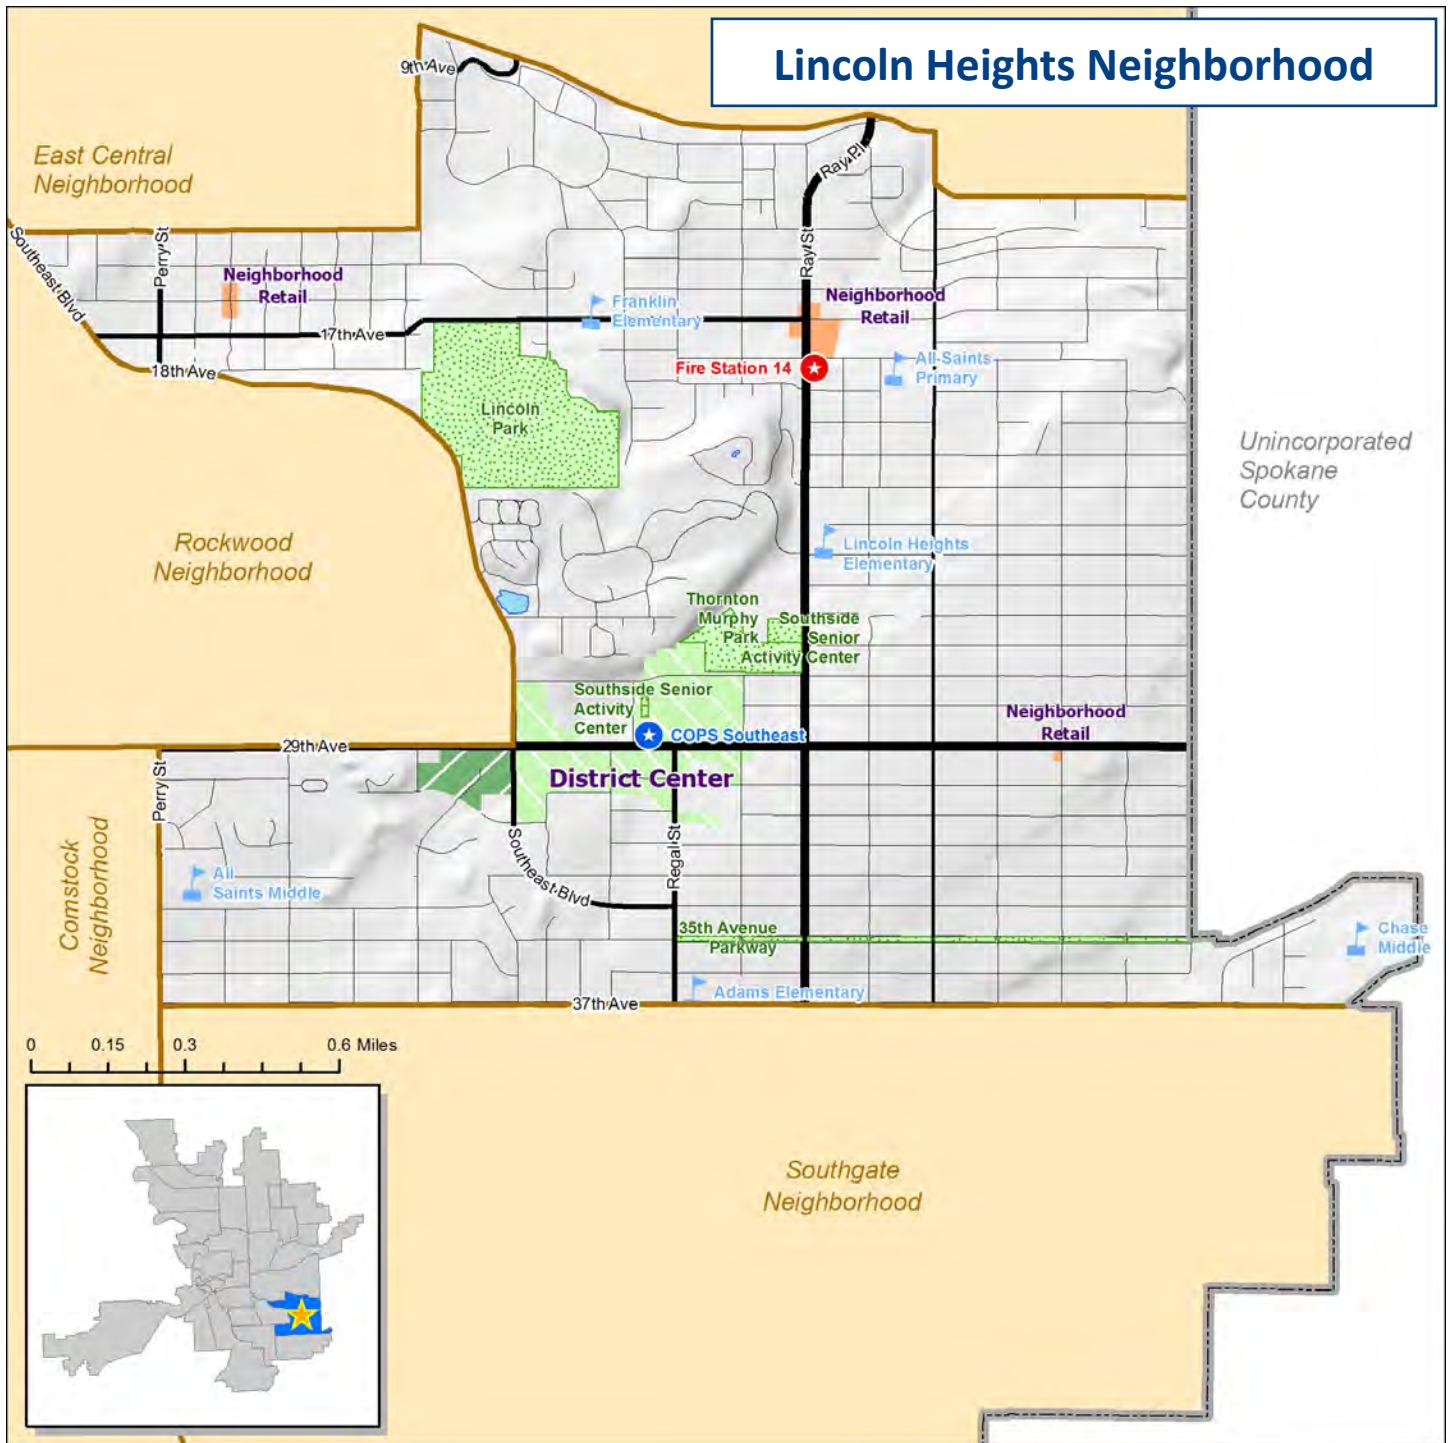 Lincoln Heights Neighborhood
9th Ave
East Central
Neighborhood
Ray Pl
Southeast Blvd
Perry St
Ray St
Neighborhood
Retail
Neighborhood
Retail
Franklin
Elementary
17th Ave
18th Ave
Fire Station 14
All Saints
Primary
Lincoln
Park
Unincorporated
Spokane
County
Rockwood
Neighborhood
Lincoln Heights
Elementary
Thornton
Murphy
Park
Southside
Senior
Activity Center
Southside Senior
Activity
Center
COPS Southeast
Neighborhood
Retail
29th Ave
District Center
Perry St
Comstock
Neighborhood
All
Saints Middle
S
Southeast Blvd
Regal St
35th Avenue
Parkway
Chase
Middle
Adams Elementary
37th Ave
0 0.15 0.3 0.6 Miles
Southgate
Neighborhood